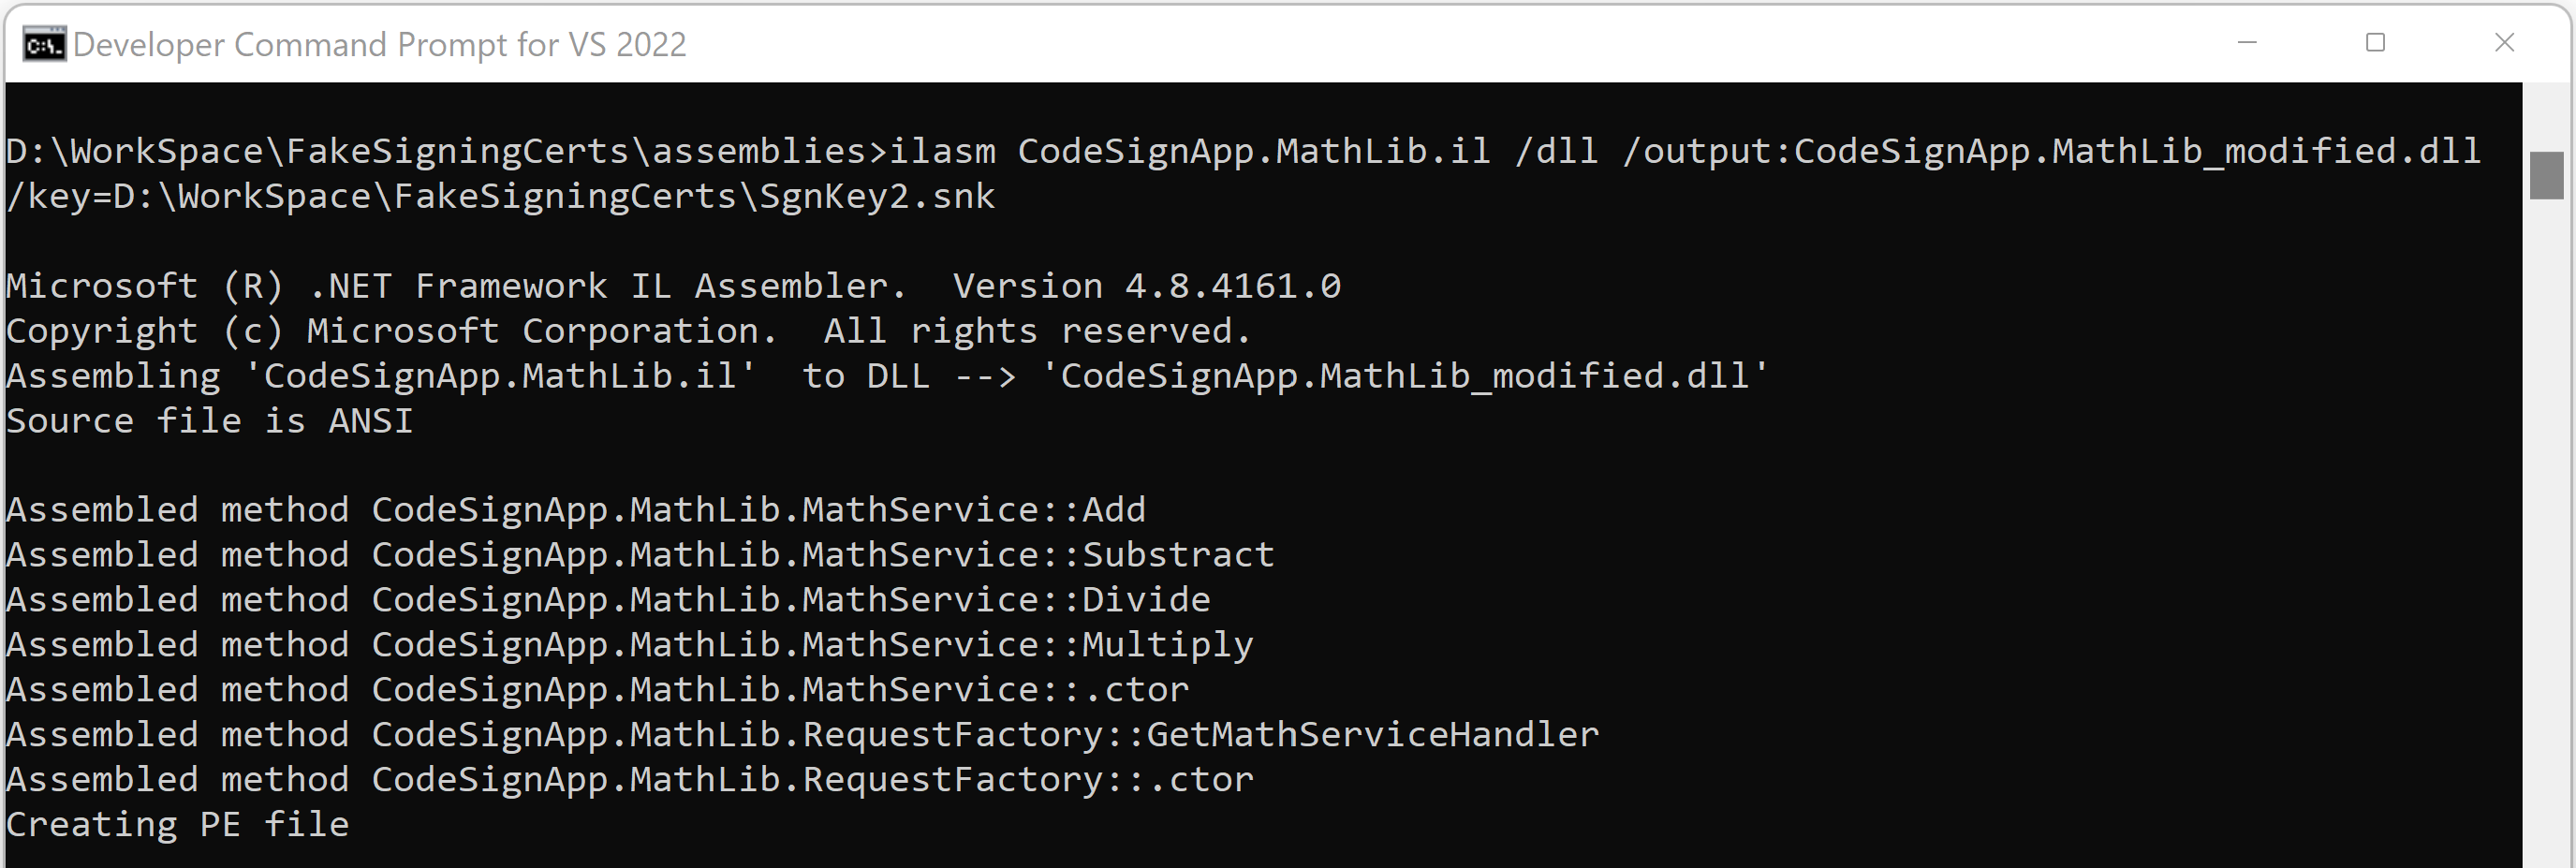 C:\.
Developer Command Prompt for VS 2022
D:\WorkSpace\FakeSigningCerts\assemblies>ilasm CodeSignApp.MathLib.il /dll /output:CodeSignApp.MathLib_modified.dll
/key=D:\WorkSpace\FakeSigningCerts\SgnKey2.snk
Microsoft (R) .NET Framework IL Assembler.  Version 4.8.4161.0
Copyright (c) Microsoft Corporation.  All rights reserved.
Assembling 'CodeSignApp.MathLib.il'  to DLL --> 'CodeSignApp.MathLib_modified.dll'
Source file is ANSI
Assembled method CodeSignApp.MathLib.MathService::Add
Assembled method CodeSignApp.MathLib.MathService::Substract
Assembled method CodeSignApp.MathLib.MathService::Divide
Assembled method CodeSignApp.MathLib.MathService::Multiply
Assembled method CodeSignApp.MathLib.MathService::.ctor
Assembled method CodeSignApp.MathLib.RequestFactory::GetMathServiceHandler
Assembled method CodeSignApp.MathLib.RequestFactory::.ctor
Creating PE file